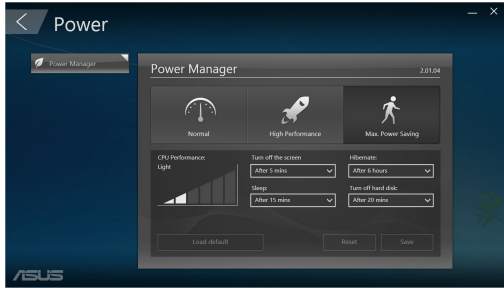 Power
Power Manager
Power Manager
2.01.04
Normal
High Performance
Max. Power Saving
CPU Performance:
Light
Turn off the screen
After 5 mins
Hibernate:
After 6 hours
Sleep:
After 15 mins
Turn off hard disk:
After 20 mins
Load default
Reset
Save
ASUS